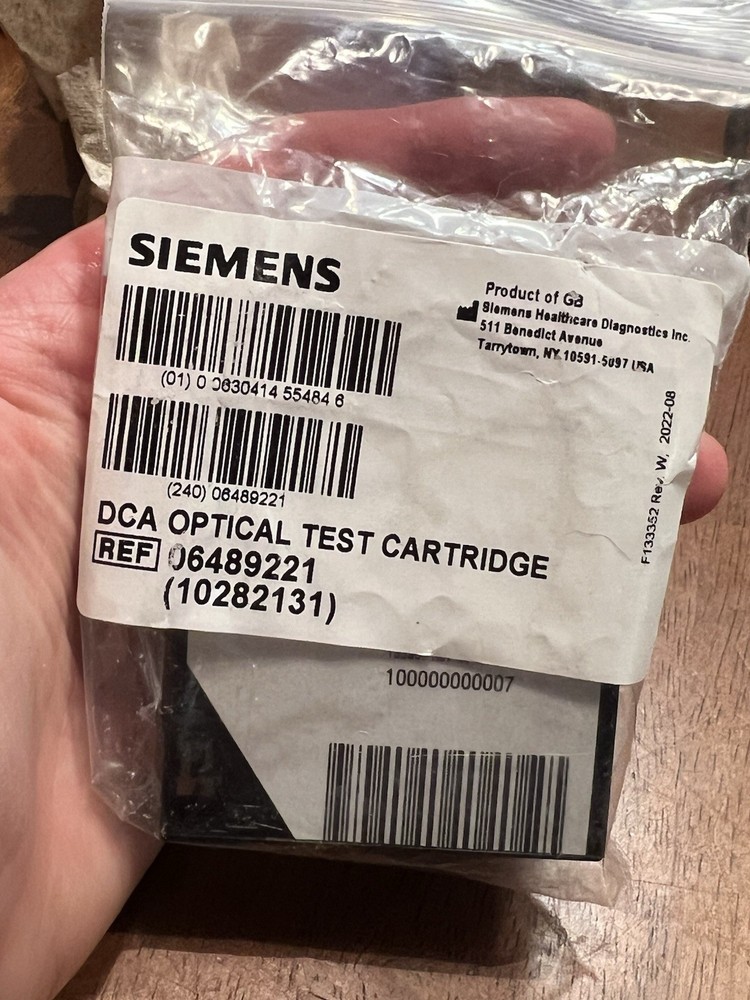 SIEMENS
(01) 0 0630414 55484 6
(240) 06489221
DCA OPTICAL TEST CARTRIDGE
REF 06489221
(10282131)
Product of GB
Siemens Healthcare Diagnostics Inc.
511 Benedict Avenue
Tarrytown, NY 10591-5097 USA
F133352 Rev. W, 2022-08
100000000007